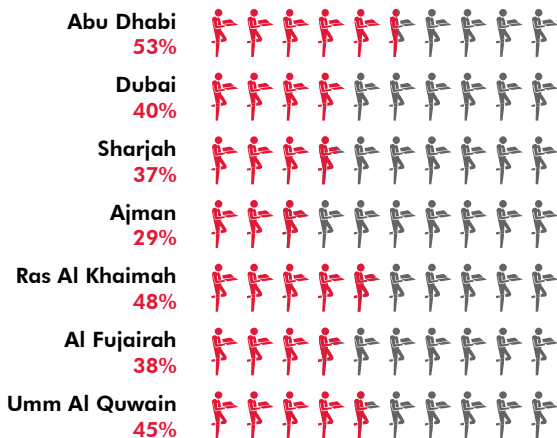 Abu Dhabi
53%
Dubai
40%
Sharjah
37%
Ajman
29%
Ras Al Khaimah
48%
Al Fujairah
38%
Umm Al Quwain
45%